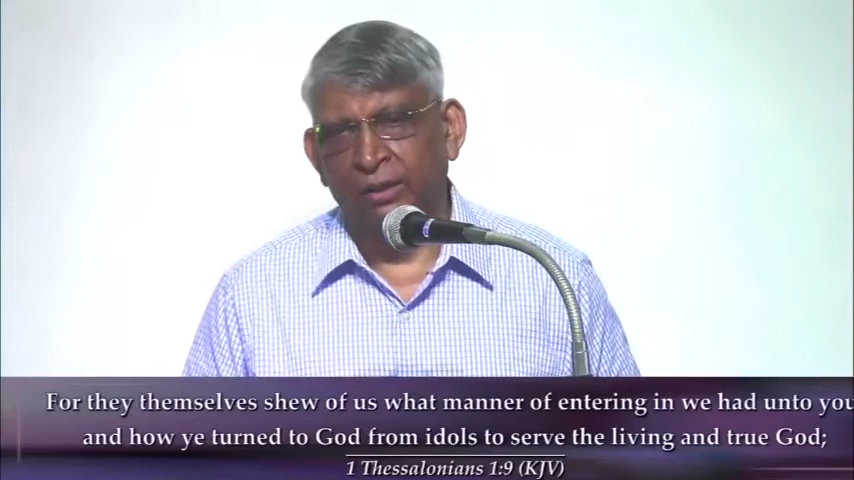 For they themselves shew of us what manner of entering in we had unto you
and how ye turned to God from idols to serve the living and true God;
1 Thessalonians 1:9 (KJV)